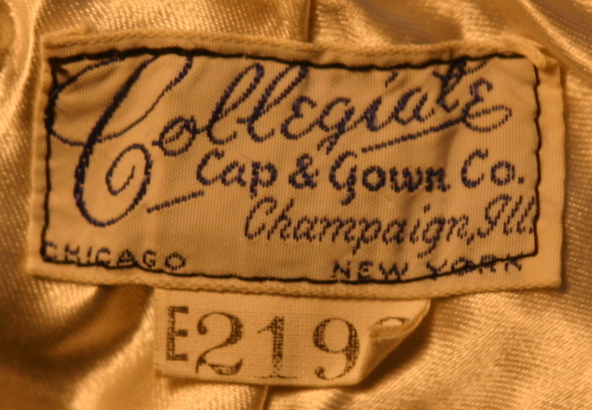 Collegiate
Cap & Gown Co.
Champaign, Ill.
CHICAGO NEW YORK
E219